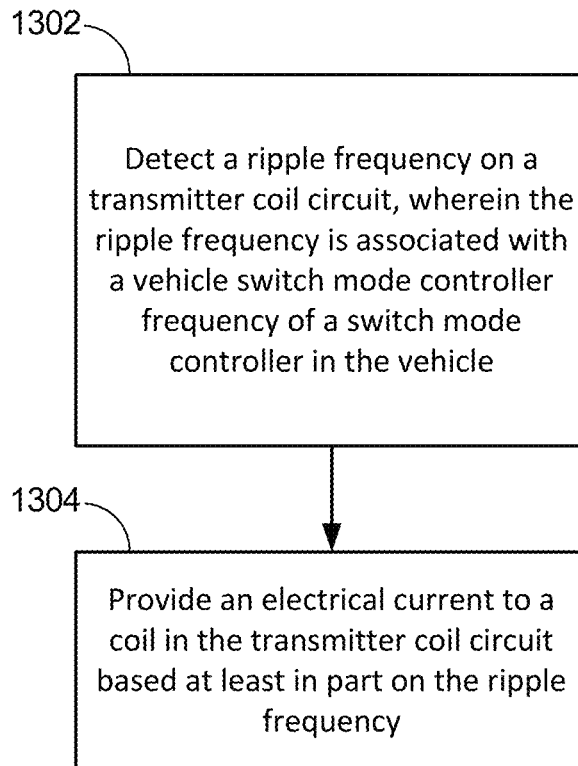 1302
Detect a ripple frequency on a
transmitter coil circuit, wherein the
ripple frequency is associated with
a vehicle switch mode controller
frequency of a switch mode
controller in the vehicle
1304
Provide an electrical current to a
coil in the transmitter coil circuit
based at least in part on the ripple
frequency